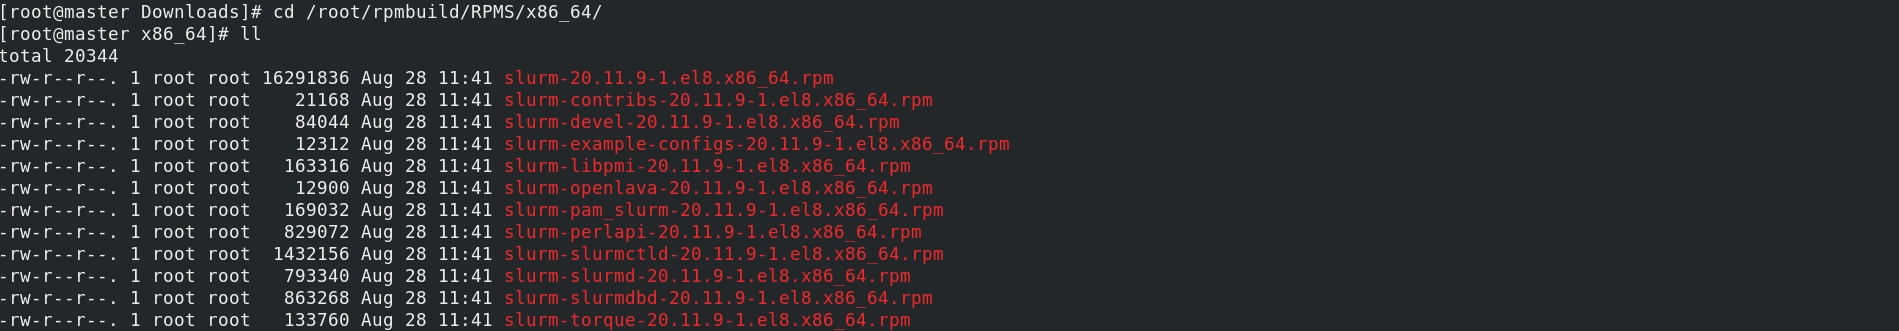 [root@master Downloads]# cd /root/rpmbuild/RPMS/x86_64/
[root@master x86_64]# ll
total 20344
-rw-r--r--. 1 root root 16291836 Aug 28 11:41 slurm-20.11.9-1.el8.x86_64.rpm
-rw-r--r--. 1 root root    21168 Aug 28 11:41 slurm-contribs-20.11.9-1.el8.x86_64.rpm
-rw-r--r--. 1 root root    84044 Aug 28 11:41 slurm-devel-20.11.9-1.el8.x86_64.rpm
-rw-r--r--. 1 root root    12312 Aug 28 11:41 slurm-example-configs-20.11.9-1.el8.x86_64.rpm
-rw-r--r--. 1 root root   163316 Aug 28 11:41 slurm-libpmi-20.11.9-1.el8.x86_64.rpm
-rw-r--r--. 1 root root    12900 Aug 28 11:41 slurm-openlava-20.11.9-1.el8.x86_64.rpm
-rw-r--r--. 1 root root   169032 Aug 28 11:41 slurm-pam_slurm-20.11.9-1.el8.x86_64.rpm
-rw-r--r--. 1 root root   829072 Aug 28 11:41 slurm-perlapi-20.11.9-1.el8.x86_64.rpm
-rw-r--r--. 1 root root  1432156 Aug 28 11:41 slurm-slurmctld-20.11.9-1.el8.x86_64.rpm
-rw-r--r--. 1 root root   793340 Aug 28 11:41 slurm-slurmd-20.11.9-1.el8.x86_64.rpm
-rw-r--r--. 1 root root   863268 Aug 28 11:41 slurm-slurmdbd-20.11.9-1.el8.x86_64.rpm
-rw-r--r--. 1 root root   133760 Aug 28 11:41 slurm-torque-20.11.9-1.el8.x86_64.rpm